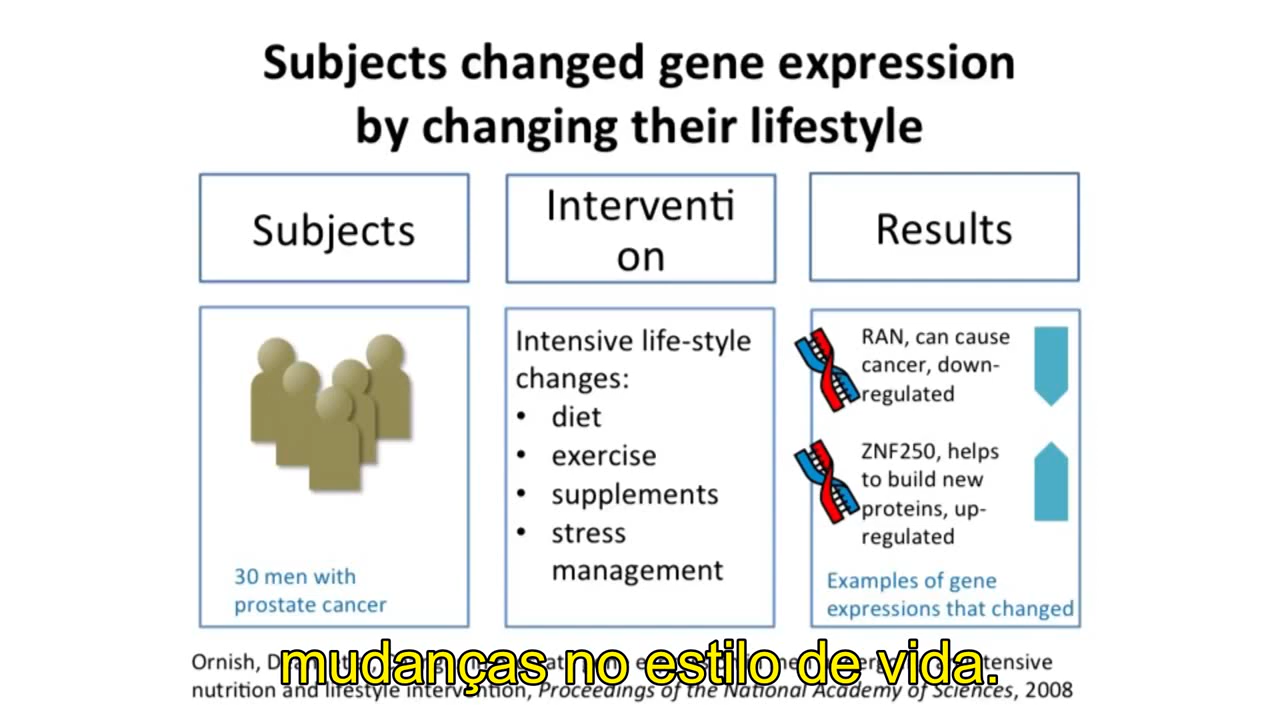 Subjects changed gene expression
by changing their lifestyle
Subjects
Interventi
on
Results
30 men with
prostate cancer
Intensive life-style
changes:
• diet
• exercise
• supplements
• stress
management
RAN, can cause
cancer, down-
regulated
ZNF250, helps
to build new
proteins, up-
regulated
Examples of gene
expressions that changed
Ornish, intensive
nutrition and lifestyle intervention, Proceedings of the National Academy of Sciences, 2008
mudanças no estilo de vida.